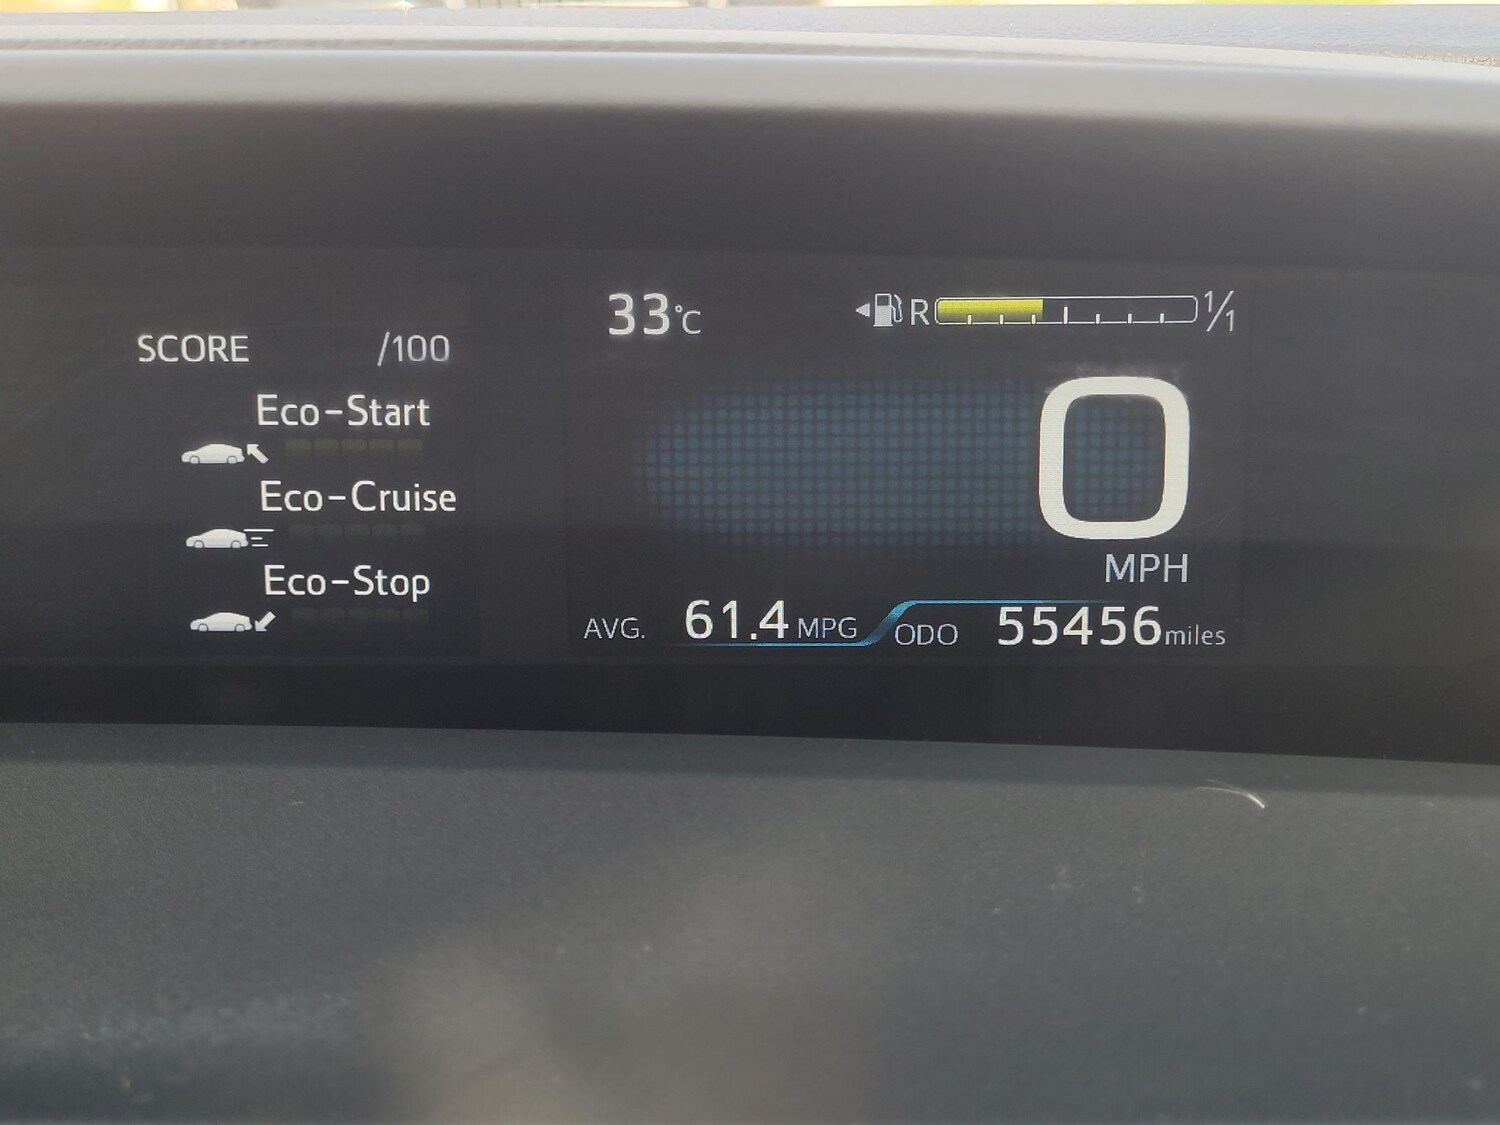 33°C
R 1/1
SCORE /100
Eco-Start
Eco-Cruise
Eco-Stop
0
MPH
AVG. 61.4 MPG ODO 55456 miles